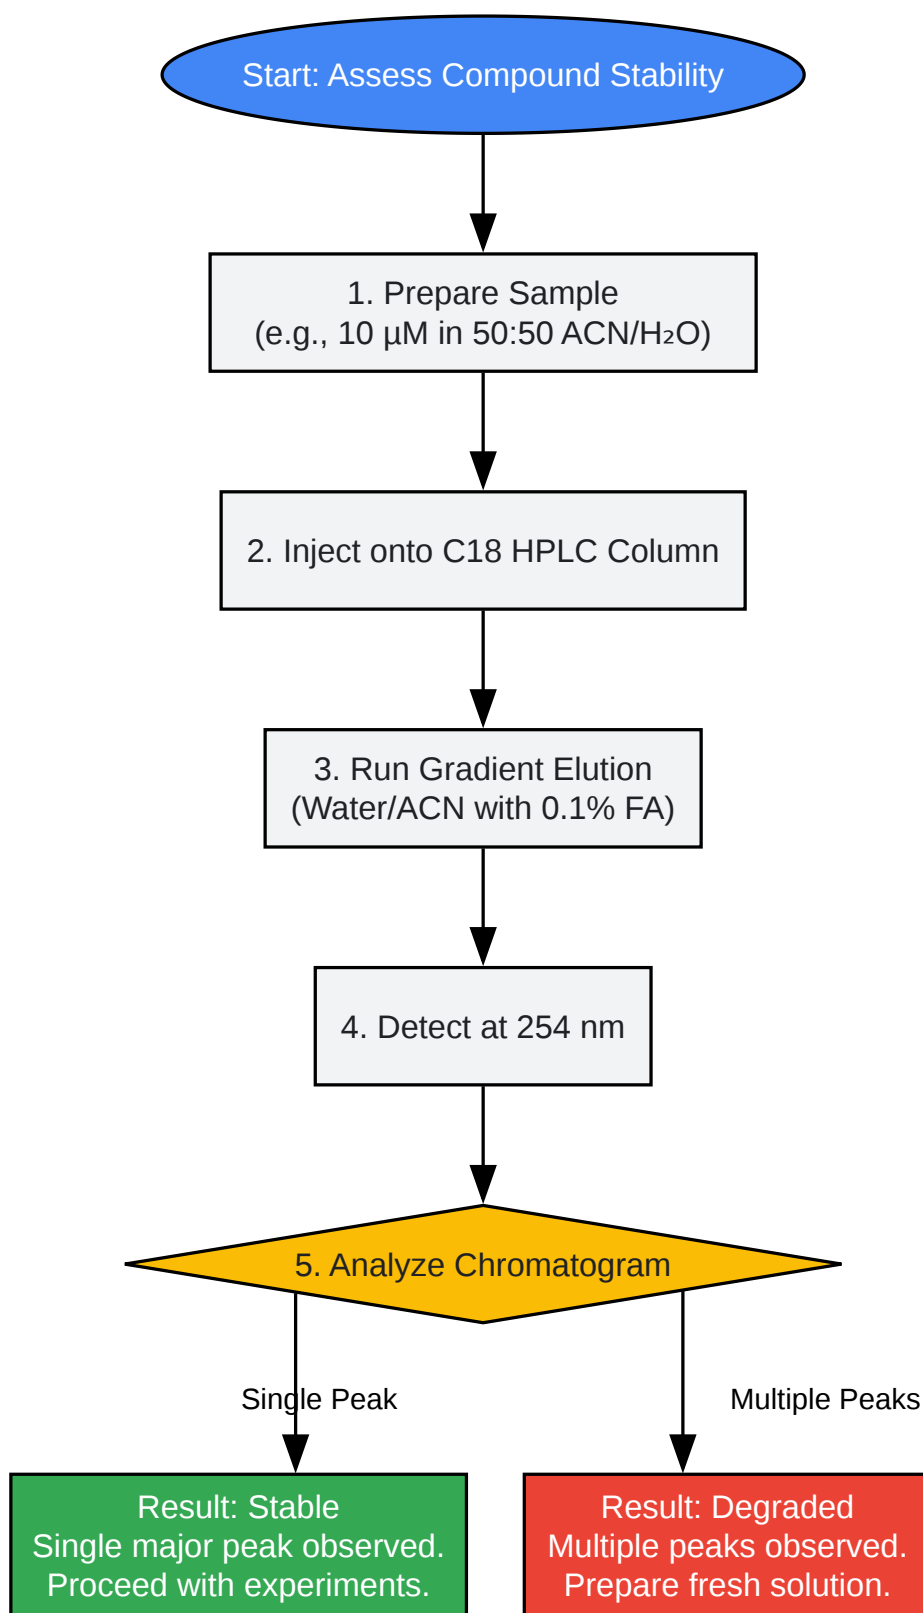 Start: Assess Compound Stability
1. Prepare Sample
(e.g., 10 µM in 50:50 ACN/H₂O)
2. Inject onto C18 HPLC Column
3. Run Gradient Elution
(Water/ACN with 0.1% FA)
4. Detect at 254 nm
5. Analyze Chromatogram
Single Peak
Multiple Peaks
Result: Stable
Single major peak observed.
Proceed with experiments.
Result: Degraded
Multiple peaks observed.
Prepare fresh solution.